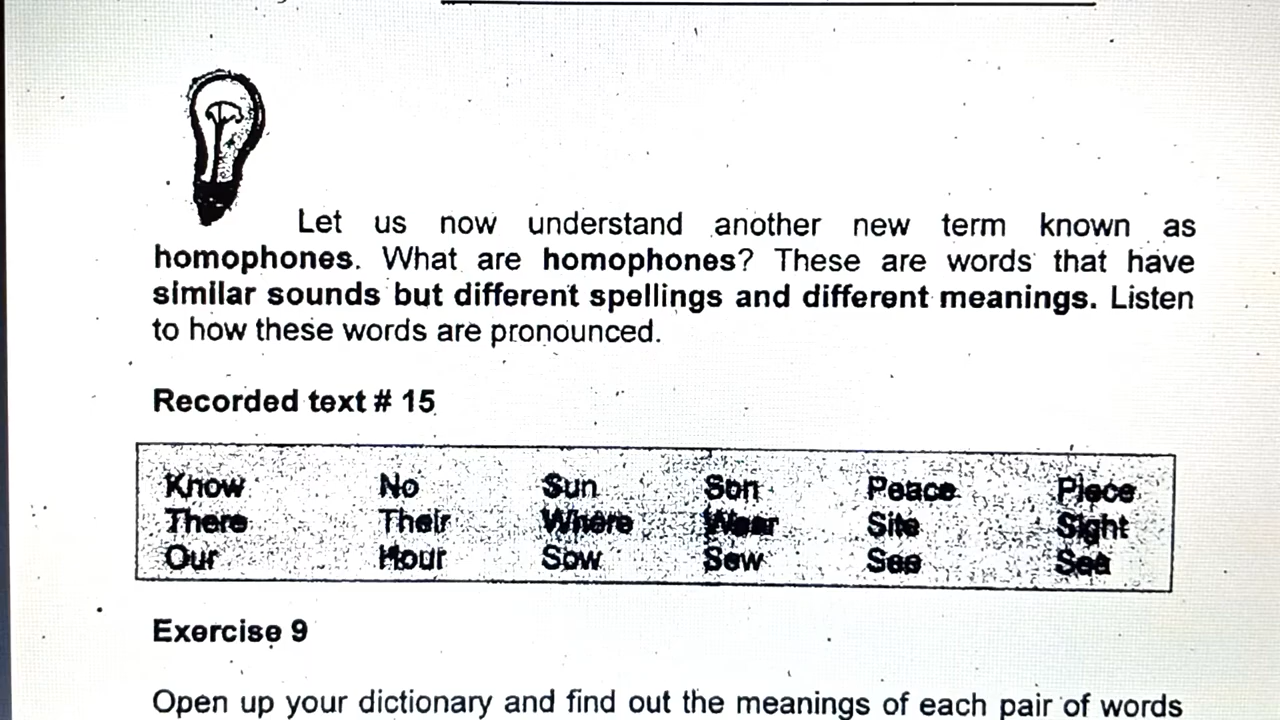 Let us now understand another new term known as
homophones. What are homophones? These are words that have
similar sounds but different spellings and different meanings. Listen
to how these words are pronounced.
Recorded text # 15
Know No Sun Son Peace Piece
There Their Where Wear Site Sight
Our Hour Sow Sew See Sea
Exercise 9
Open up your dictionary and find out the meanings of each pair of words